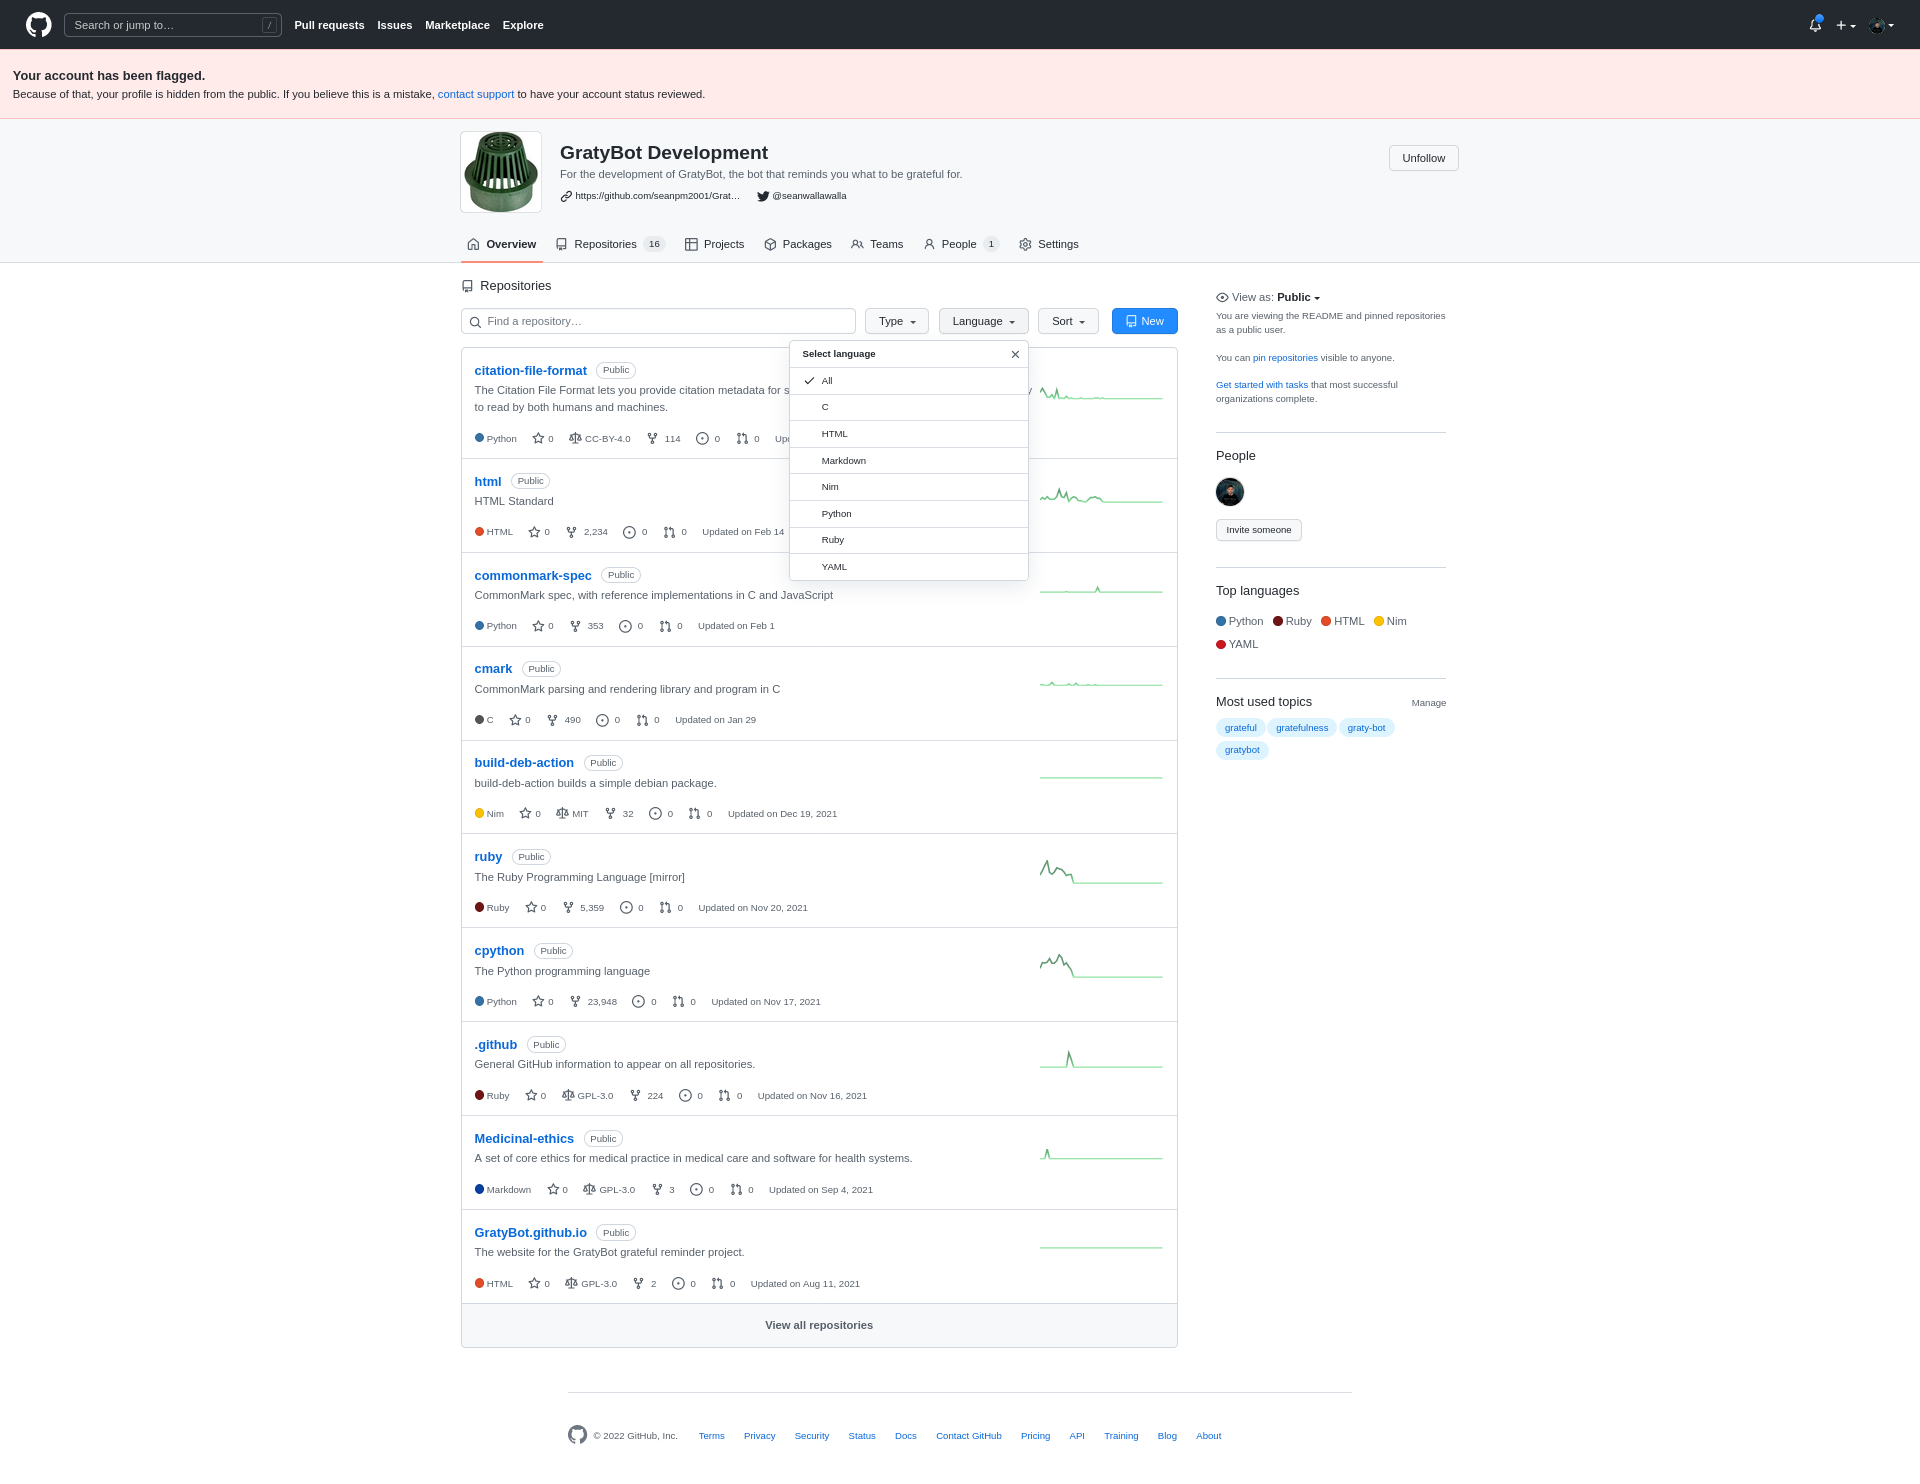 Search or jump to…
/
Pull requests
Issues
Marketplace
Explore
Your account has been flagged.
Because of that, your profile is hidden from the public. If you believe this is a mistake, contact support to have your account status reviewed.
GratyBot Development
For the development of GratyBot, the bot that reminds you what to be grateful for.
https://github.com/seanpm2001/Grat…
@seanwallawalla
Unfollow
Overview
Repositories 16
Projects
Packages
Teams
People 1
Settings
Repositories
Find a repository…
Type
Language
Sort
New
Select language
All
C
HTML
Markdown
Nim
Python
Ruby
YAML
citation-file-format Public
The Citation File Format lets you provide citation metadata for s
y
to read by both humans and machines.
Python 0 CC-BY-4.0 114 0 0
html Public
HTML Standard
HTML 0 2,234 0 0 Updated on Feb 14
commonmark-spec Public
CommonMark spec, with reference implementations in C and JavaScript
Python 0 353 0 0 Updated on Feb 1
cmark Public
CommonMark parsing and rendering library and program in C
C 0 490 0 0 Updated on Jan 29
build-deb-action Public
build-deb-action builds a simple debian package.
Nim 0 MIT 32 0 0 Updated on Dec 19, 2021
ruby Public
The Ruby Programming Language [mirror]
Ruby 0 5,359 0 0 Updated on Nov 20, 2021
cpython Public
The Python programming language
Python 0 23,948 0 0 Updated on Nov 17, 2021
.github Public
General GitHub information to appear on all repositories.
Ruby 0 GPL-3.0 224 0 0 Updated on Nov 16, 2021
Medicinal-ethics Public
A set of core ethics for medical practice in medical care and software for health systems.
Markdown 0 GPL-3.0 3 0 0 Updated on Sep 4, 2021
GratyBot.github.io Public
The website for the GratyBot grateful reminder project.
HTML 0 GPL-3.0 2 0 0 Updated on Aug 11, 2021
View all repositories
View as: Public
You are viewing the README and pinned repositories
as a public user.
You can pin repositories visible to anyone.
Get started with tasks that most successful
organizations complete.
People
Invite someone
Top languages
Python Ruby HTML Nim
YAML
Most used topics
Manage
grateful gratefulness graty-bot
gratybot
© 2022 GitHub, Inc.
Terms
Privacy
Security
Status
Docs
Contact GitHub
Pricing
API
Training
Blog
About